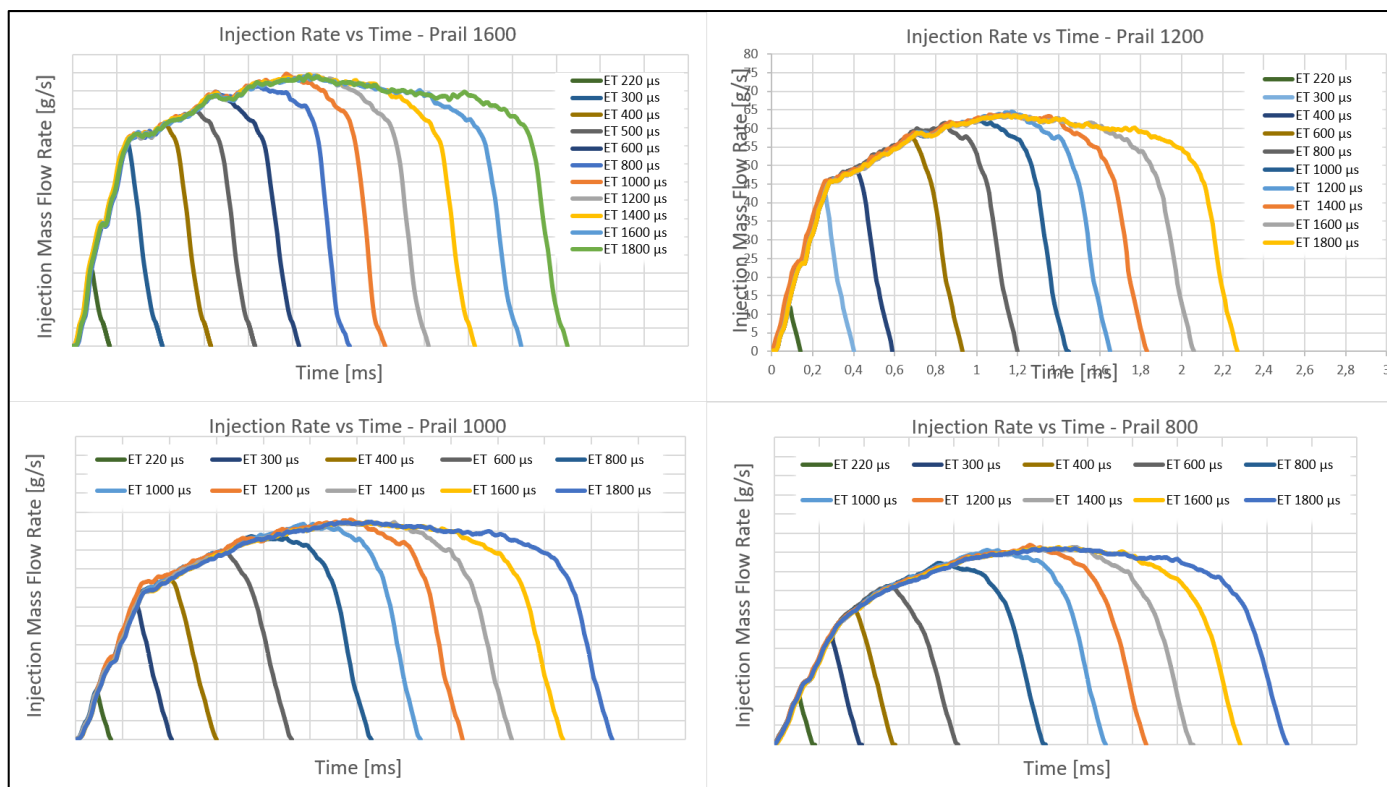 Injection Rate vs Time - Prail 1600
Injection Mass Flow Rate [g/s]
ET 220 µs
ET 300 µs
ET 400 µs
ET 500 µs
ET 600 µs
ET 800 µs
ET 1000 µs
ET 1200 µs
ET 1400 µs
ET 1600 µs
ET 1800 µs
Time [ms]
Injection Rate vs Time - Prail 1200
Injection Mass Flow Rate [g/s]
80
75
70
65
60
55
50
45
40
35
30
25
20
15
10
5
0
ET 220 µs
ET 300 µs
ET 400 µs
ET 600 µs
ET 800 µs
ET 1000 µs
ET 1200 µs
ET 1400 µs
ET 1600 µs
ET 1800 µs
0 0,2 0,4 0,6 0,8 1 1,2 1,4 1,6 1,8 2 2,2 2,4 2,6 2,8 3
Time [ms]
Injection Rate vs Time - Prail 1000
Injection Mass Flow Rate [g/s]
ET 220 µs ET 300 µs ET 400 µs ET 600 µs ET 800 µs
ET 1000 µs ET 1200 µs ET 1400 µs ET 1600 µs ET 1800 µs
Time [ms]
Injection Rate vs Time - Prail 800
Injection Mass Flow Rate [g/s]
ET 220 µs ET 300 µs ET 400 µs ET 600 µs ET 800 µs
ET 1000 µs ET 1200 µs ET 1400 µs ET 1600 µs ET 1800 µs
Time [ms]